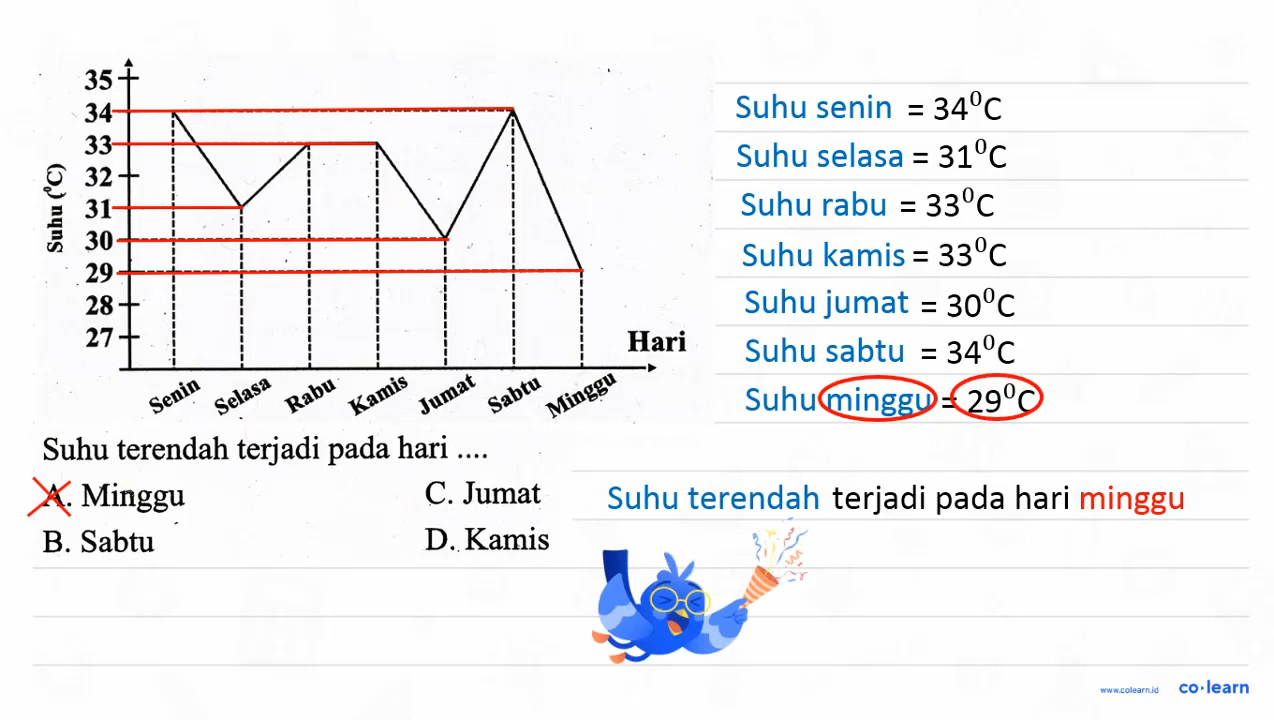 35
34
33
32
31
30
29
28
27
Suhu (⁰C)
Hari
Senin Selasa Rabu Kamis Jumat Sabtu Minggu
Suhu senin = 34⁰C
Suhu selasa = 31⁰C
Suhu rabu = 33⁰C
Suhu kamis = 33⁰C
Suhu jumat = 30⁰C
Suhu sabtu = 34⁰C
Suhu minggu = 29⁰C
Suhu terendah terjadi pada hari ....
A. Minggu C. Jumat
B. Sabtu D. Kamis
Suhu terendah terjadi pada hari minggu
www.colearn.id co·learn